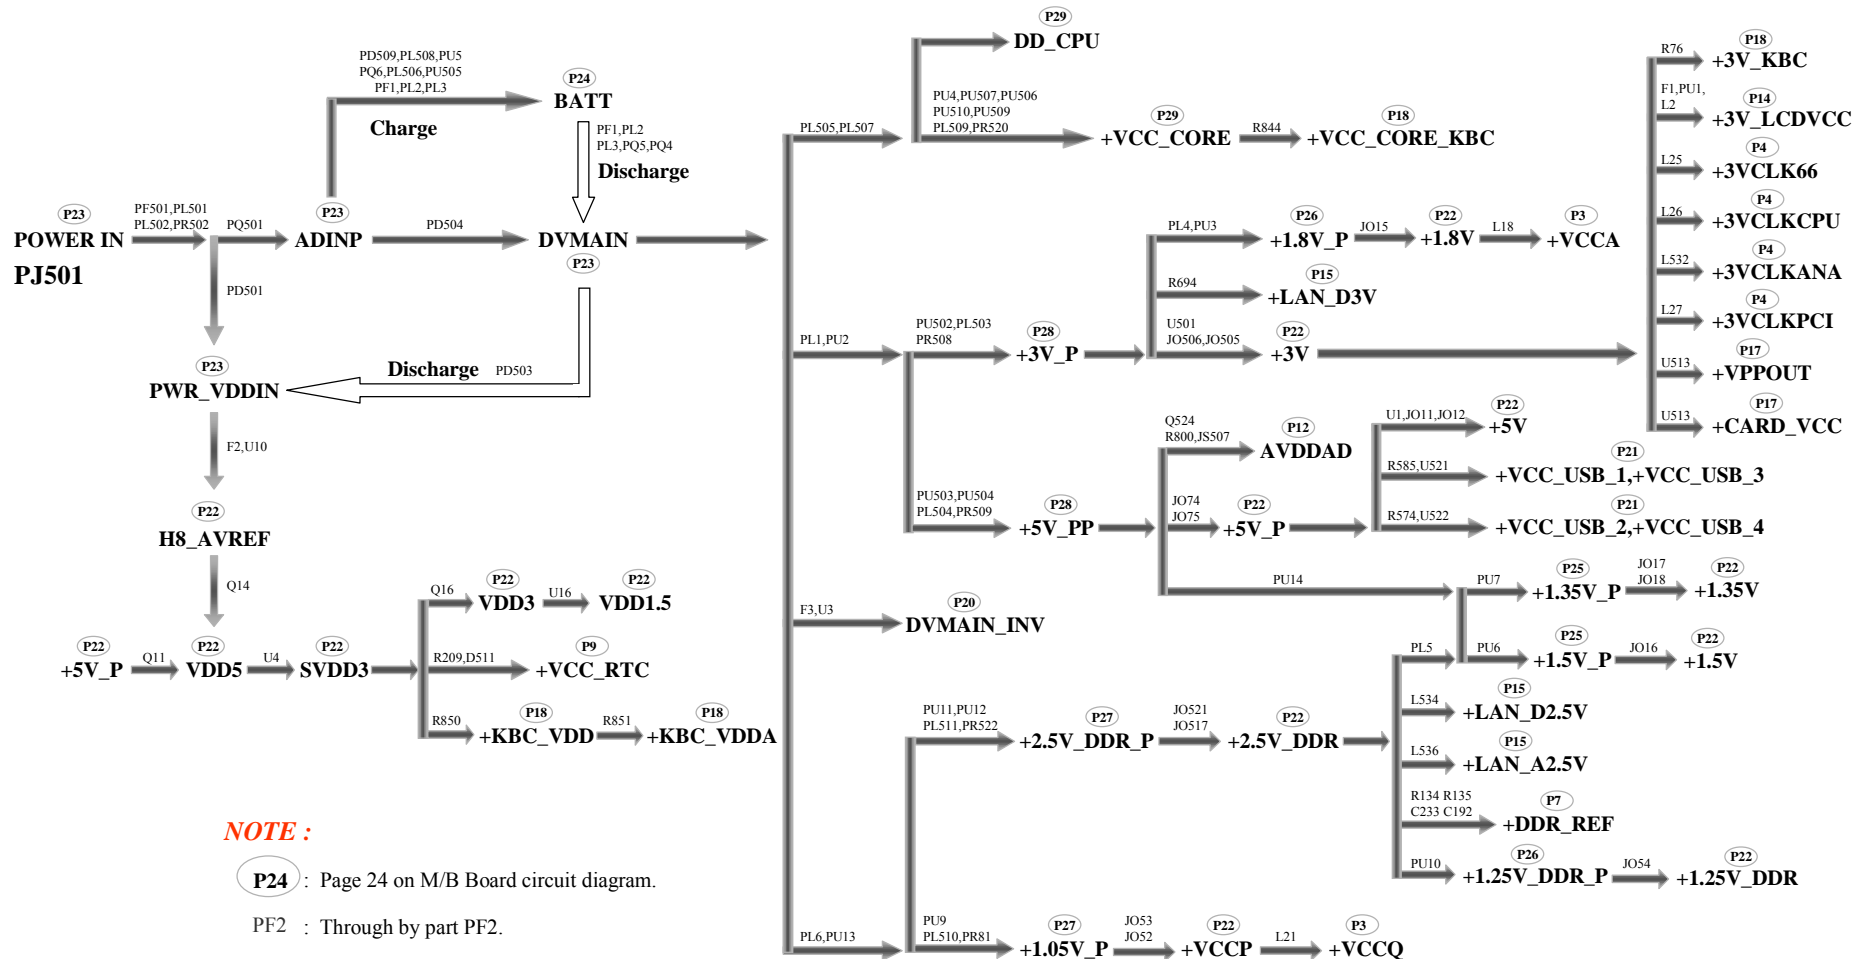 P23
POWER IN
PJ501
PF501,PL501
PL502,PR502
PQ501
P23
ADINP
PD509,PL508,PU5
PQ6,PL506,PU505
PF1,PL2,PL3
Charge
P24
BATT
PF1,PL2
PL3,PQ5,PQ4
Discharge
PD504
DVMAIN
P23
PD501
P23
PWR_VDDIN
Discharge
PD503
F2,U10
P22
H8_AVREF
Q14
P22
+5V_P
Q11
P22
VDD5
U4
P22
SVDD3
Q16
P22
VDD3
U16
P22
VDD1.5
R209,D511
P9
+VCC_RTC
R850
P18
+KBC_VDD
R851
P18
+KBC_VDDA
PL505,PL507
P29
DD_CPU
PU4,PU507,PU506
PU510,PU509
PL509,PR520
P29
+VCC_CORE
R844
P18
+VCC_CORE_KBC
PL1,PU2
PU502,PL503
PR508
P28
+3V_P
PL4,PU3
P26
+1.8V_P
JO15
P22
+1.8V
L18
P3
+VCCA
R694
P15
+LAN_D3V
U501
JO506,JO505
P22
+3V
R76
P18
+3V_KBC
F1,PU1,
L2
P14
+3V_LCDVCC
L25
P4
+3VCLK66
L26
P4
+3VCLKCPU
L532
P4
+3VCLKANA
L27
P4
+3VCLKPCI
U513
P17
+VPPOUT
U513
P17
+CARD_VCC
PU503,PU504
PL504,PR509
P28
+5V_PP
Q524
R800,JS507
P12
AVDDAD
JO74
JO75
P22
+5V_P
U1,JO11,JO12
P22
+5V
R585,U521
P21
+VCC_USB_1,+VCC_USB_3
R574,U522
P21
+VCC_USB_2,+VCC_USB_4
PU14
PU7
P25
+1.35V_P
JO17
JO18
P22
+1.35V
PU6
P25
+1.5V_P
JO16
P22
+1.5V
F3,U3
P20
DVMAIN_INV
PL6,PU13
PU11,PU12
PL511,PR522
P27
+2.5V_DDR_P
JO521
JO517
P22
+2.5V_DDR
PL5
L534
P15
+LAN_D2.5V
L536
P15
+LAN_A2.5V
R134 R135
C233 C192
P7
+DDR_REF
PU10
P26
+1.25V_DDR_P
JO54
P22
+1.25V_DDR
PU9
PL510,PR81
P27
+1.05V_P
JO53
JO52
P22
+VCCP
L21
P3
+VCCQ
NOTE :
P24 : Page 24 on M/B Board circuit diagram.
PF2 : Through by part PF2.